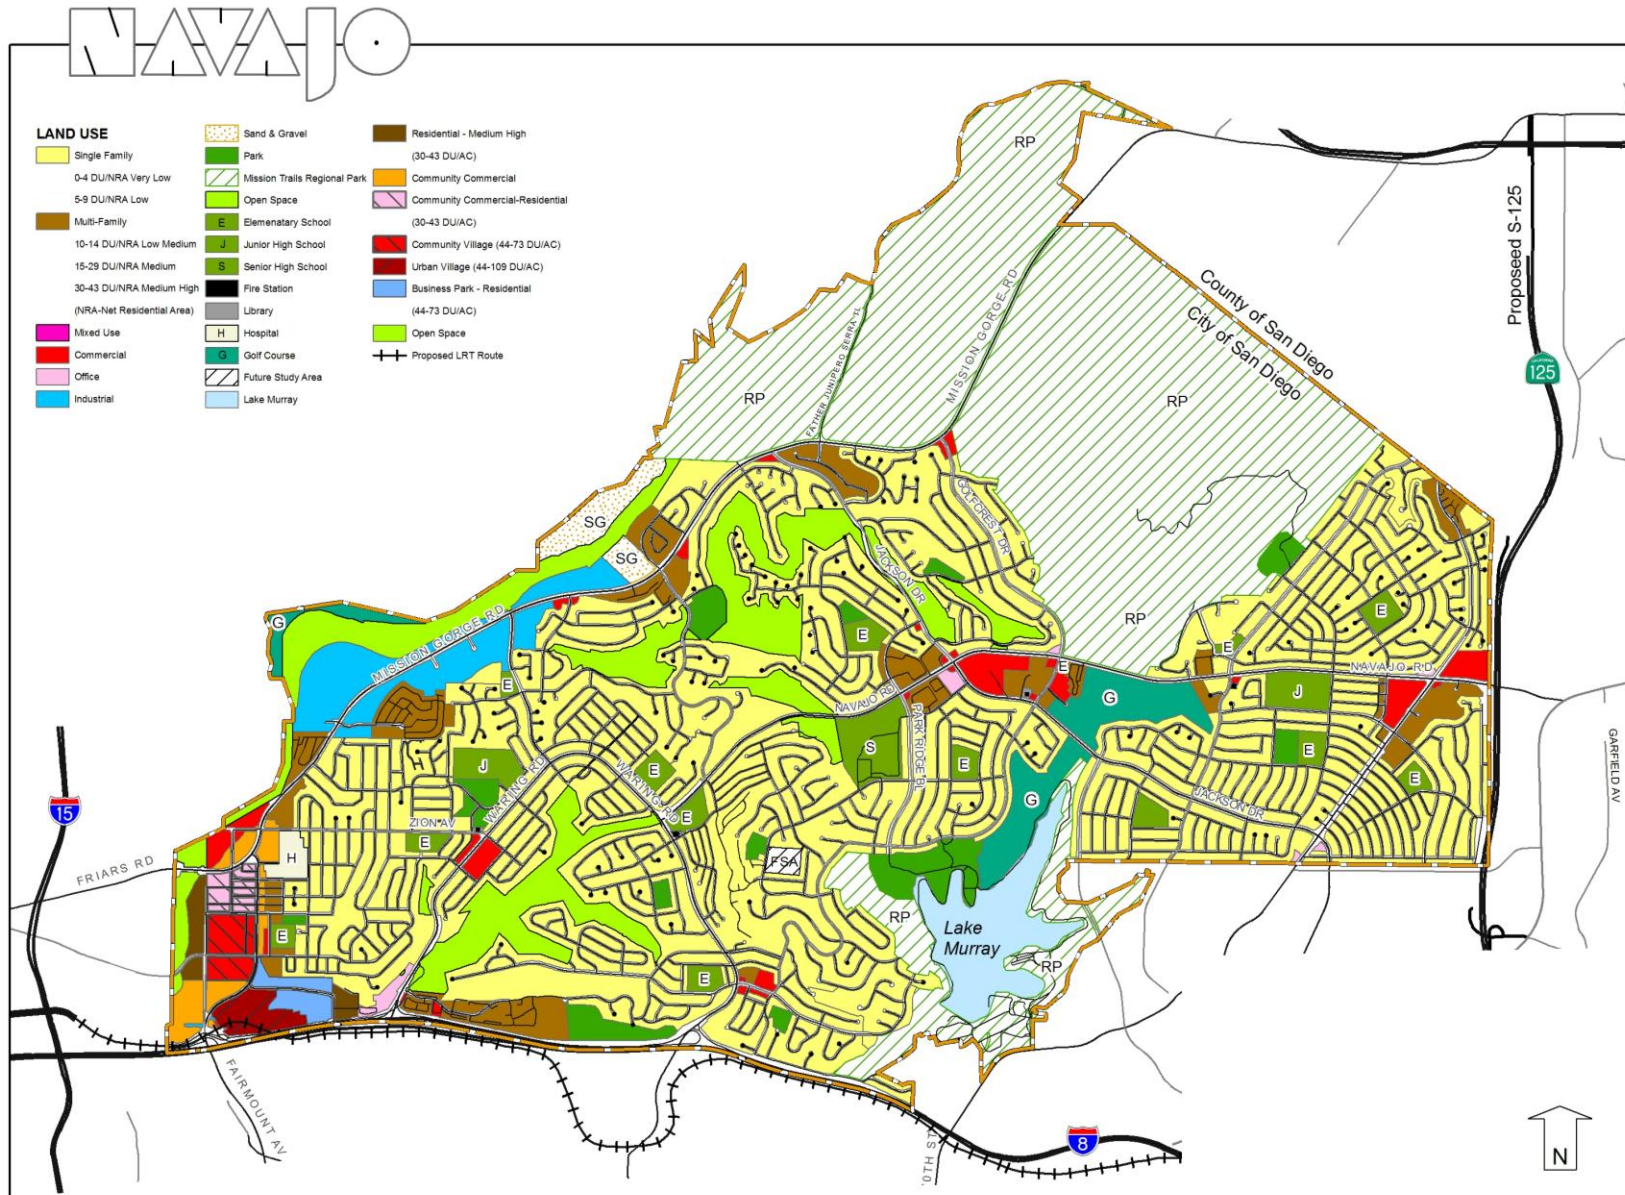 NAVAJO
LAND USE
Single Family
0-4 DU/NRA Very Low
5-9 DU/NRA Low
Multi-Family
10-14 DU/NRA Low Medium
15-29 DU/NRA Medium
30-43 DU/NRA Medium High
(NRA-Net Residential Area)
Mixed Use
Commercial
Office
Industrial
Sand & Gravel
Park
Mission Trails Regional Park
Open Space
E Elemenatary School
J Junior High School
S Senior High School
Fire Station
Library
H Hospital
G Golf Course
Future Study Area
Lake Murray
Residential - Medium High
(30-43 DU/AC)
Community Commercial
Community Commercial-Residential
(30-43 DU/AC)
Community Village (44-73 DU/AC)
Urban Village (44-109 DU/AC)
Business Park - Residential
(44-73 DU/AC)
Open Space
Proposed LRT Route
RP
Proposeed S-125
County of San Diego
City of San Diego
MISSION GORGE RD
FATHER JUNIPERO SERRA TL
CALIFORNIA
125
RP
RP
SG
SG
GOLFCREST DR
JACKSON DR
G
MISSION GORGE RD
E
E
RP
E
E
NAVAJO RD
E
G
J
NAVAJO RD
PARK RIDGE BL
S
E
E
E
GARFIELD AV
J
WARING RD
WARING RD
E
E
G
JACKSON DR
15
ZION AV
E
H
FSA
FRIARS RD
RP
Lake
Murray
E
RP
E
FAIRMOUNT AV
8
N